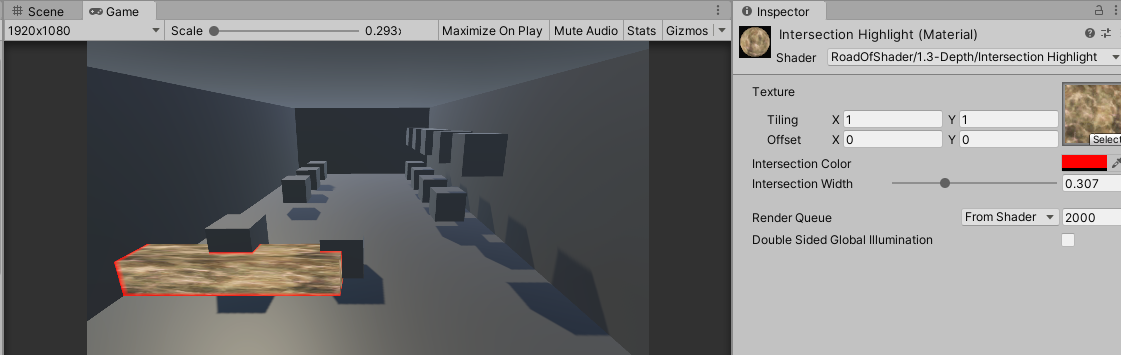 Scene Game
1920x1080 Scale 0.293 Maximize On Play Mute Audio Stats Gizmos
Inspector
Intersection Highlight (Material)
Shader RoadOfShader/1.3-Depth/Intersection Highlight
Texture
Tiling X 1 Y 1
Offset X 0 Y 0
Select
Intersection Color
Intersection Width 0.307
Render Queue From Shader 2000
Double Sided Global Illumination